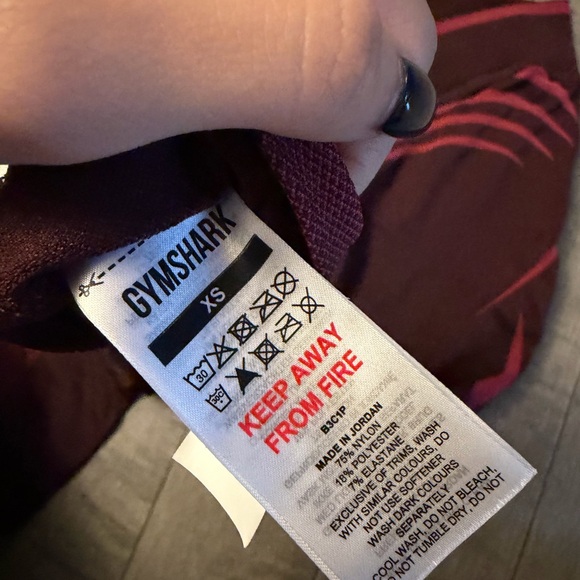 GYMSHARK
XS
30
30C
KEEP AWAY
FROM FIRE
B3C1P
MADE IN JORDAN
75% NYLON
18% POLYESTER
7% ELASTANE
EXCLUSIVE OF TRIMS, WASH
WITH SIMILAR COLOURS, DO
NOT USE SOFTENER
WASH DARK COLOURS
SEPARATELY
COOL WASH, DO NOT BLEACH,
DO NOT TUMBLE DRY, DO NOT